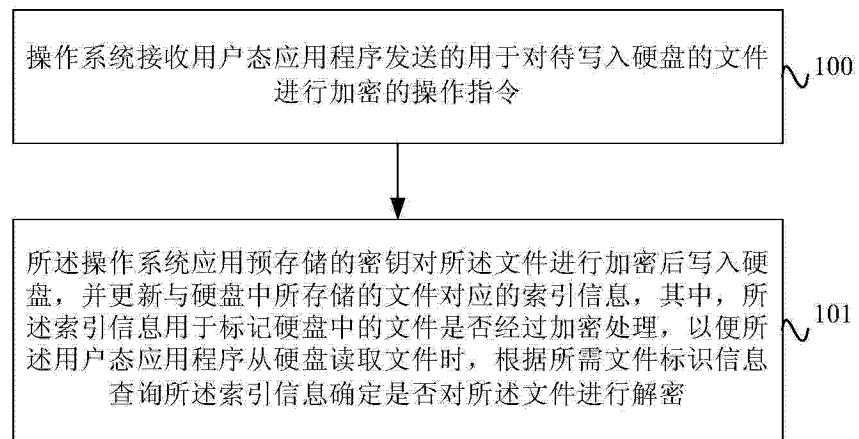 操作系统接收用户态应用程序发送的用于对待写入硬盘的文件
进行加密的操作指令
100
所述操作系统应用预存储的密钥对所述文件进行加密后写入硬
盘，并更新与硬盘中所存储的文件对应的索引信息，其中，所
述索引信息用于标记硬盘中的文件是否经过加密处理，以便所
述用户态应用程序从硬盘读取文件时，根据所需文件标识信息
查询所述索引信息确定是否对所述文件进行解密
101